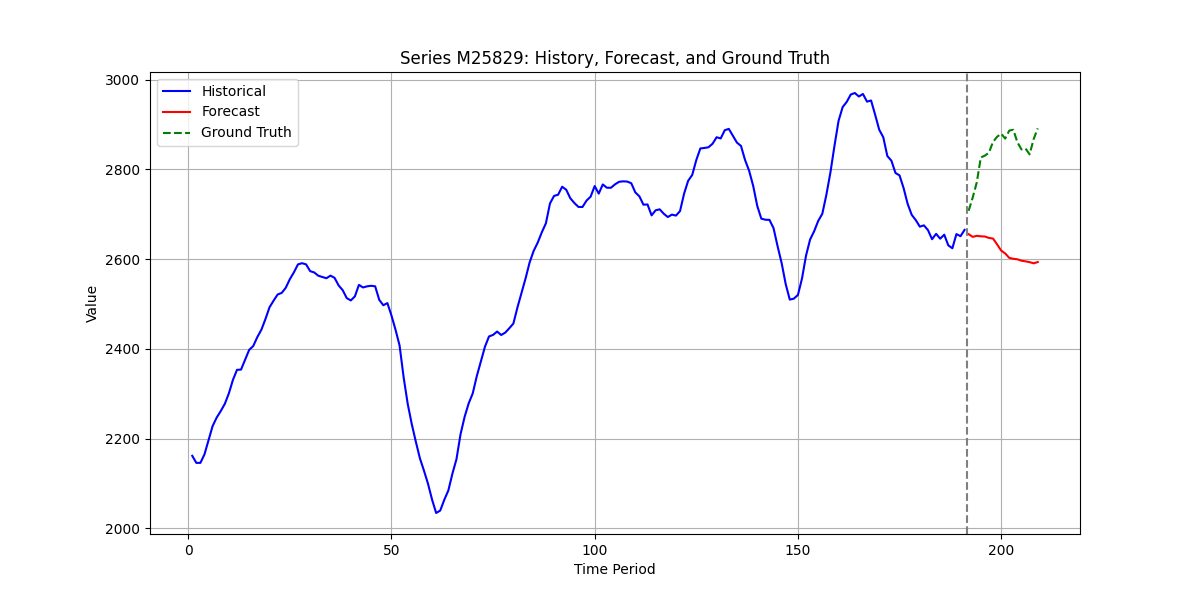 Series M25829: History, Forecast, and Ground Truth
Historical
Forecast
Ground Truth
3000
2800
2600
2400
2200
2000
Value
0 50 100 150 200
Time Period